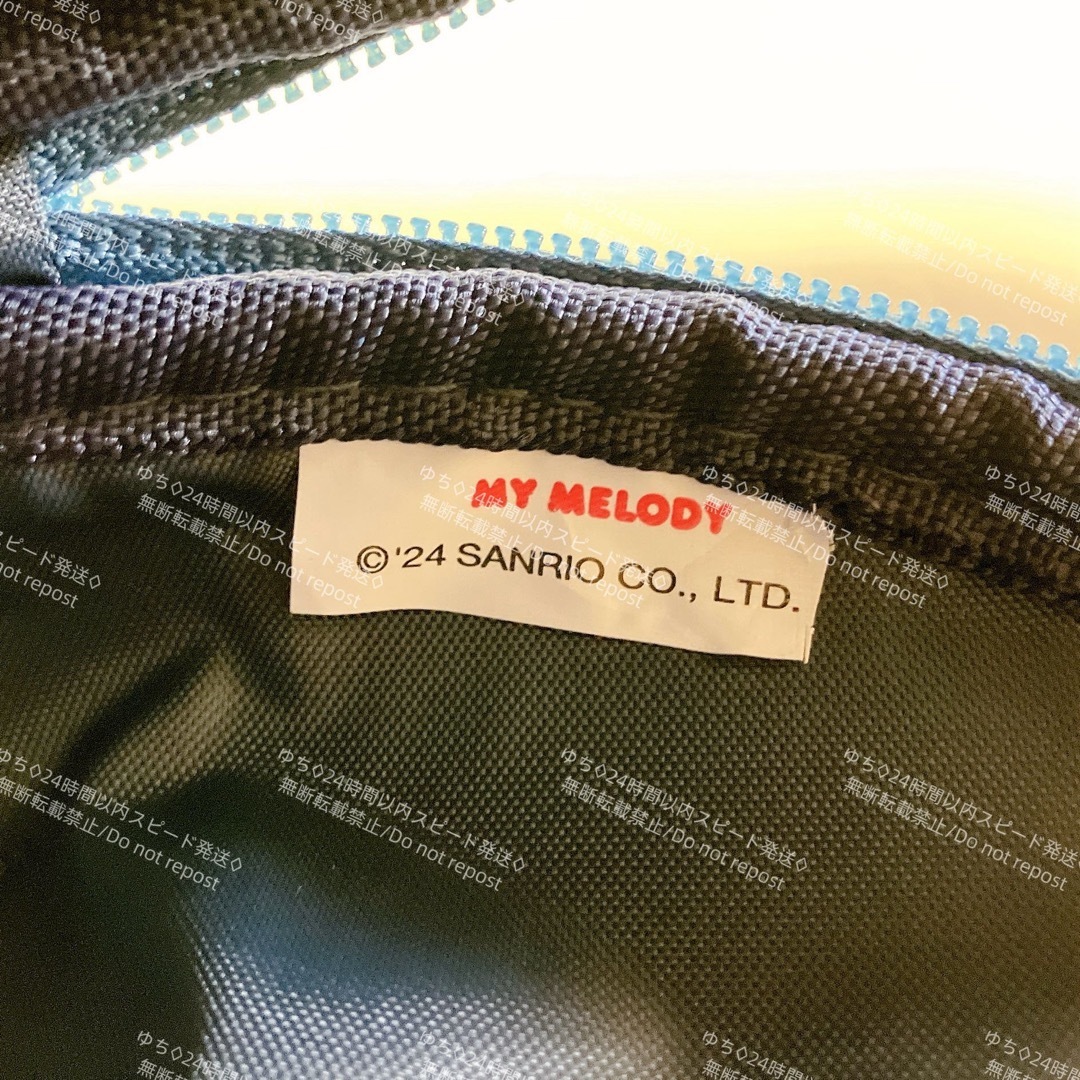 MY MELODY
©'24 SANRIO CO., LTD.
ゆち◇24時間以内スピード発送◇
無断転載禁止/Do not repost